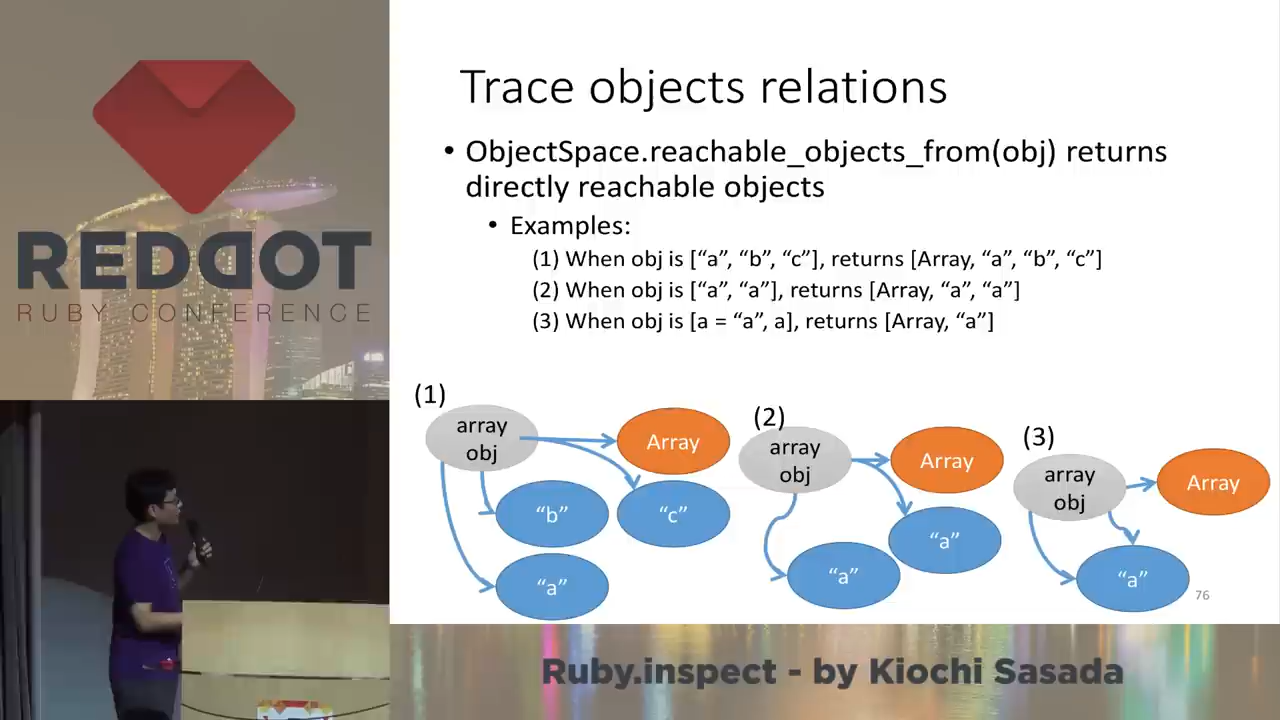 REDDOT
RUBY CONFERENCE
Trace objects relations
• ObjectSpace.reachable_objects_from(obj) returns
directly reachable objects
• Examples:
(1) When obj is [“a”, “b”, “c”], returns [Array, “a”, “b”, “c”]
(2) When obj is [“a”, “a”], returns [Array, “a”, “a”]
(3) When obj is [a = “a”, a], returns [Array, “a”]
(1)
array
obj
Array
“b”
“c”
“a”
(2)
array
obj
Array
“a”
“a”
(3)
array
obj
Array
“a”
76
Ruby.inspect - by Kiochi Sasada